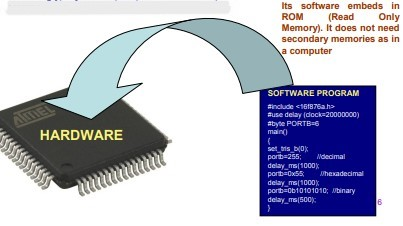 Its software embeds in
ROM (Read Only
Memory). It does not need
secondary memories as in
a computer
SOFTWARE PROGRAM
#include <16f876a.h>
#use delay (clock=20000000)
#byte PORTB=6
main()
{
set_tris_b(0);
portb=255; //decimal
delay_ms(1000);
portb=0x55; //hexadecimal
delay_ms(1000);
portb=0b10101010; //binary
delay_ms(500);
}
ATMEL
HARDWARE
6